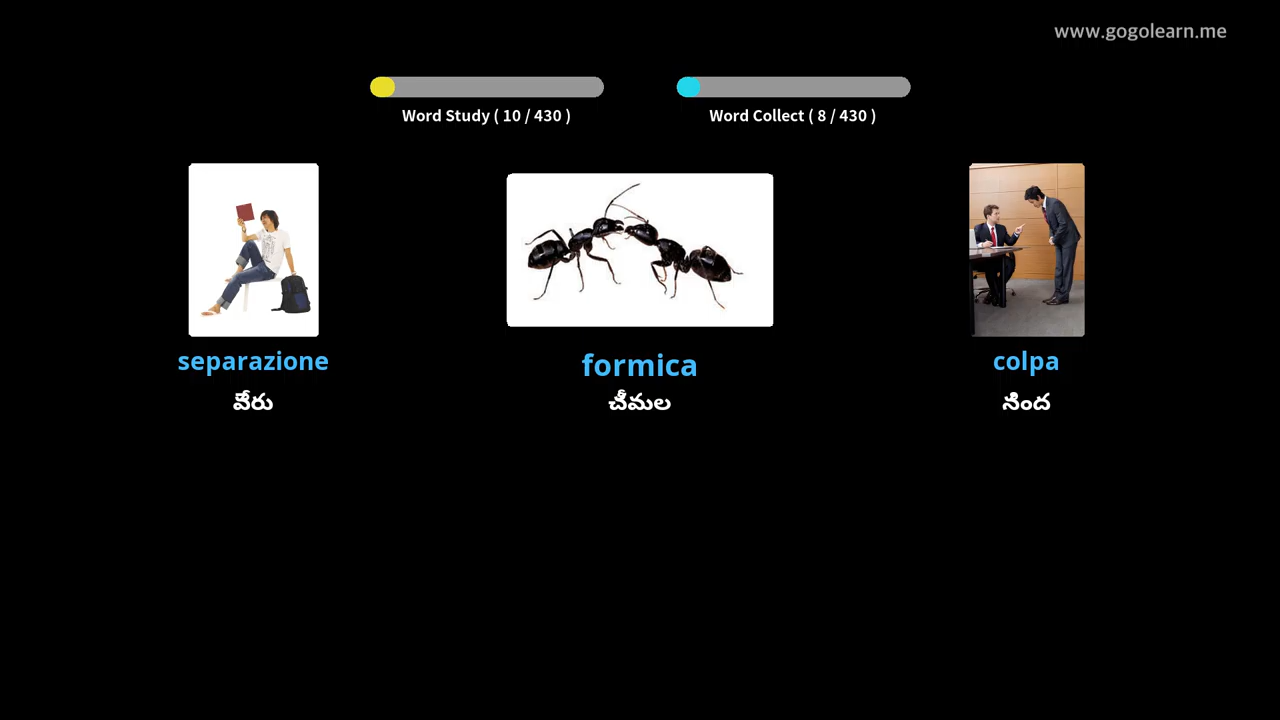 www.gogolearn.me
Word Study ( 10 / 430 )
Word Collect ( 8 / 430 )
separazione
formica
colpa
వేరు
చీమల
నింద